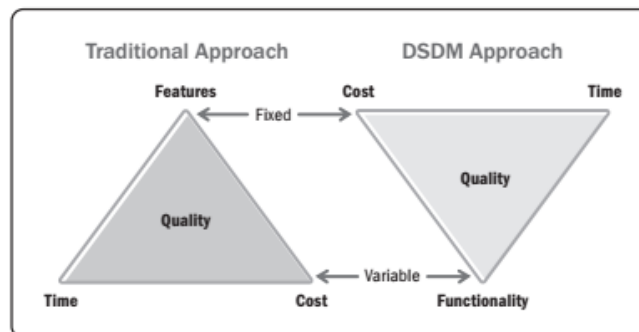 Traditional Approach DSDM Approach
Features Cost Time
Fixed
Quality
Quality
Variable
Time Cost Functionality